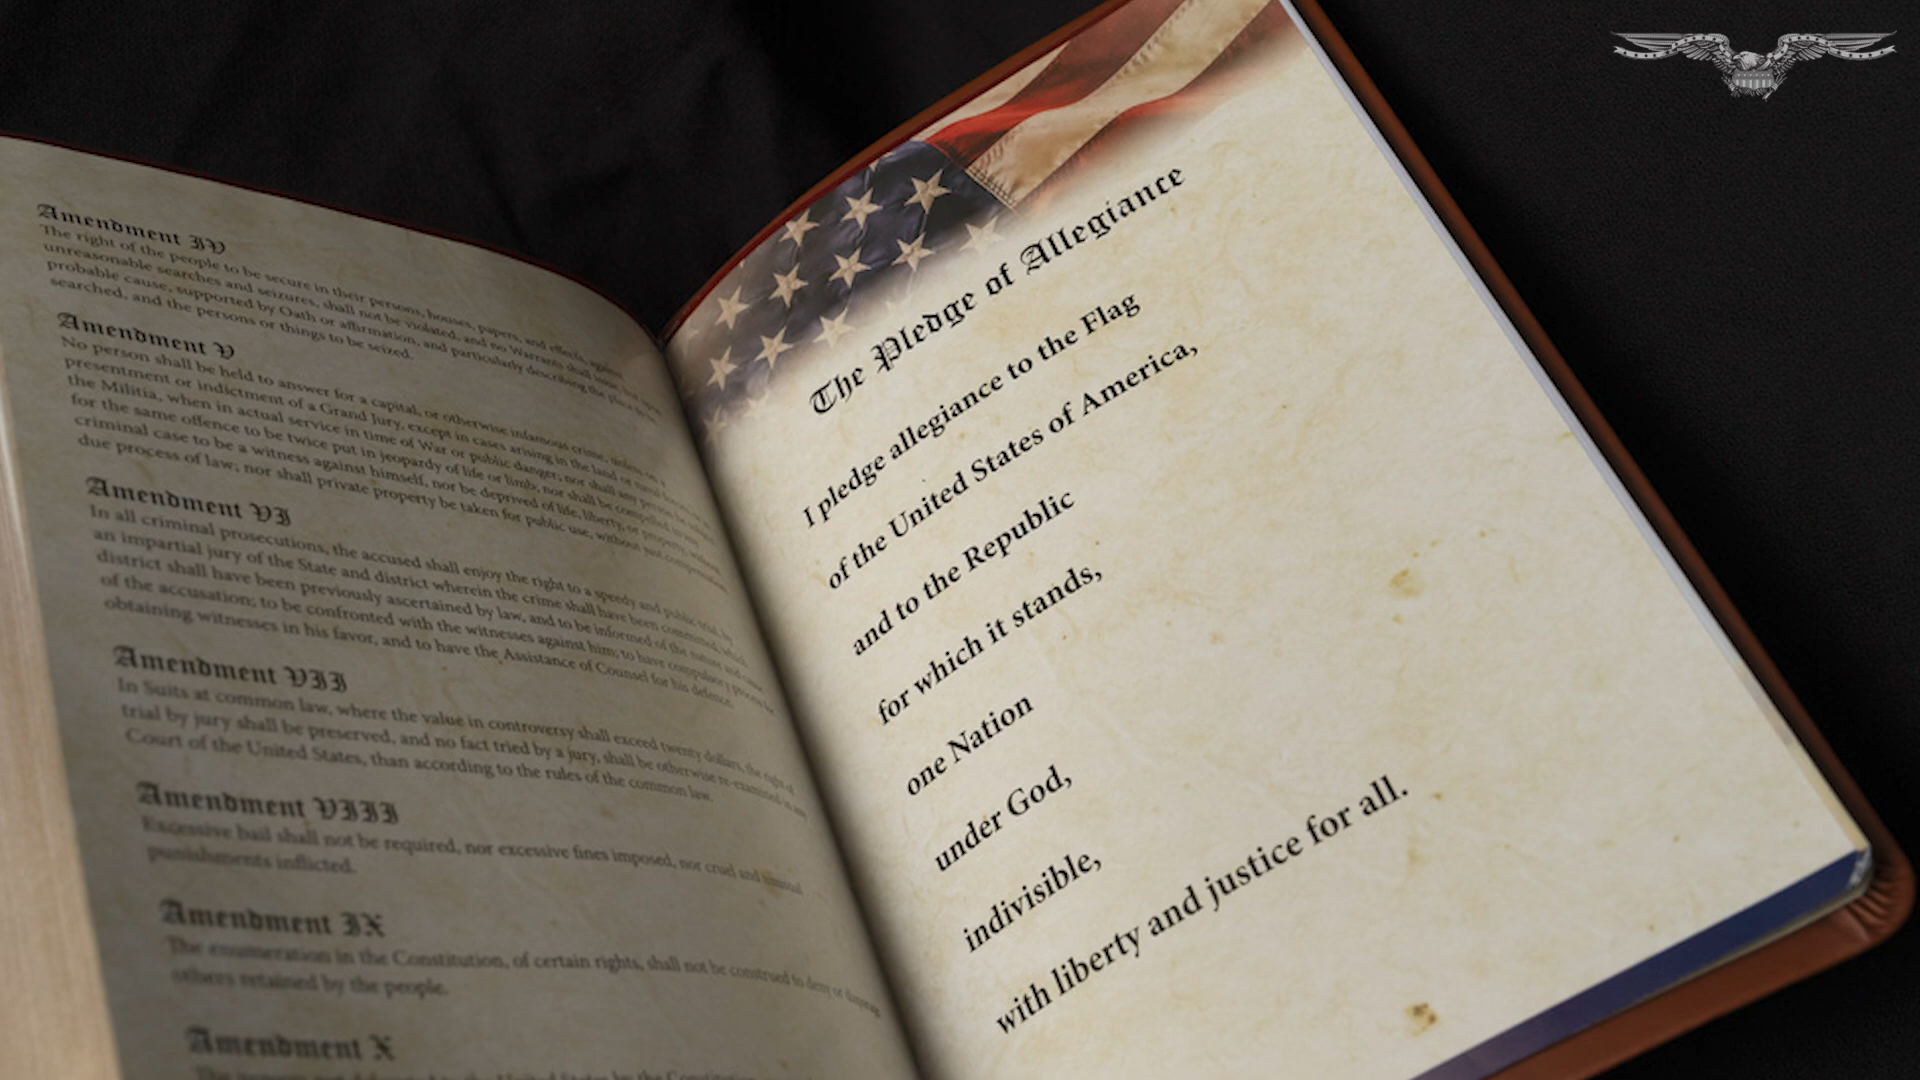 Amendment IV
The right of the people to be secure in their persons, houses, papers, and effects, against
unreasonable searches and seizures, shall not be violated, and no Warrants shall issue, but upon
probable cause, supported by Oath or affirmation, and particularly describing the place to be
searched, and the persons or things to be seized.
Amendment V
No person shall be held to answer for a capital, or otherwise infamous crime, unless on a
presentment or indictment of a Grand Jury, except in cases arising in the land or naval forces, or in
the Militia, when in actual service in time of War or public danger; nor shall any person be subject
for the same offence to be twice put in jeopardy of life or limb; nor shall be compelled in any
criminal case to be a witness against himself, nor be deprived of life, liberty, or property, without
due process of law; nor shall private property be taken for public use, without just compensation.
Amendment VI
In all criminal prosecutions, the accused shall enjoy the right to a speedy and public trial, by
an impartial jury of the State and district wherein the crime shall have been committed, which
district shall have been previously ascertained by law, and to be informed of the nature and cause
of the accusation; to be confronted with the witnesses against him; to have compulsory process for
obtaining witnesses in his favor, and to have the Assistance of Counsel for his defence.
Amendment VII
In Suits at common law, where the value in controversy shall exceed twenty dollars, the right of
trial by jury shall be preserved, and no fact tried by a jury, shall be otherwise re-examined in any
Court of the United States, than according to the rules of the common law.
Amendment VIII
Excessive bail shall not be required, nor excessive fines imposed, nor cruel and unusual
punishments inflicted.
Amendment IX
The enumeration in the Constitution, of certain rights, shall not be construed to deny or disparage
others retained by the people.
Amendment X
The Pledge of Allegiance
I pledge allegiance to the Flag
of the United States of America,
and to the Republic
for which it stands,
one Nation
under God,
indivisible,
with liberty and justice for all.